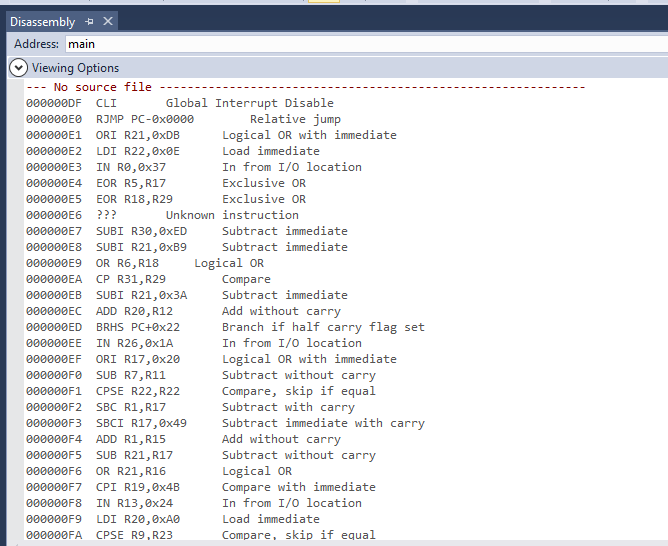 Disassembly
Address: main
Viewing Options
--- No source file -------------------------------------------------------------
000000DF  CLI       Global Interrupt Disable
000000E0  RJMP PC-0x0000        Relative jump
000000E1  ORI R21,0xDB      Logical OR with immediate
000000E2  LDI R22,0x0E      Load immediate
000000E3  IN R0,0x37        In from I/O location
000000E4  EOR R5,R17        Exclusive OR
000000E5  EOR R18,R29       Exclusive OR
000000E6  ???       Unknown instruction
000000E7  SUBI R30,0xED     Subtract immediate
000000E8  SUBI R21,0xB9     Subtract immediate
000000E9  OR R6,R18     Logical OR
000000EA  CP R31,R29        Compare
000000EB  SUBI R21,0x3A     Subtract immediate
000000EC  ADD R20,R12       Add without carry
000000ED  BRHS PC+0x22      Branch if half carry flag set
000000EE  IN R26,0x1A       In from I/O location
000000EF  ORI R17,0x20      Logical OR with immediate
000000F0  SUB R7,R11        Subtract without carry
000000F1  CPSE R22,R22      Compare, skip if equal
000000F2  SBC R1,R17        Subtract with carry
000000F3  SBCI R17,0x49     Subtract immediate with carry
000000F4  ADD R1,R15        Add without carry
000000F5  SUB R21,R17       Subtract without carry
000000F6  OR R21,R16        Logical OR
000000F7  CPI R19,0x4B      Compare with immediate
000000F8  IN R13,0x24       In from I/O location
000000F9  LDI R20,0xA0      Load immediate
000000FA  CPSE R9,R23       Compare, skip if equal